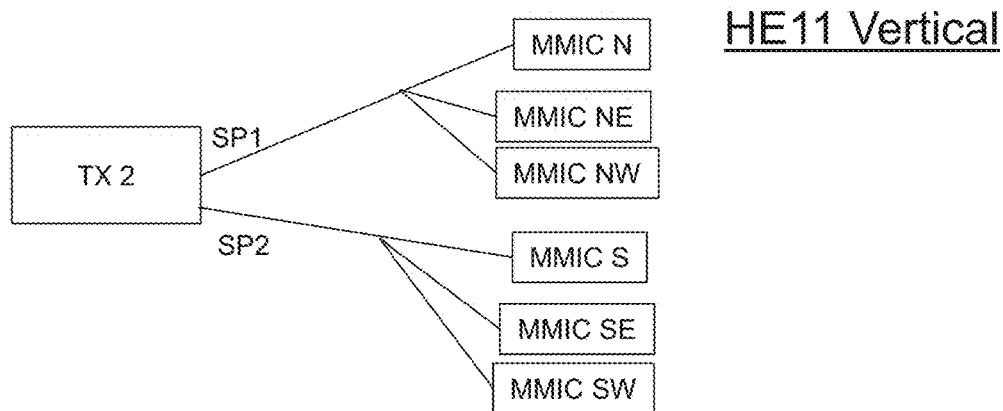 HE11 Vertical
MMIC N
MMIC NE
SP1
TX 2
MMIC NW
SP2
MMIC S
MMIC SE
MMIC SW